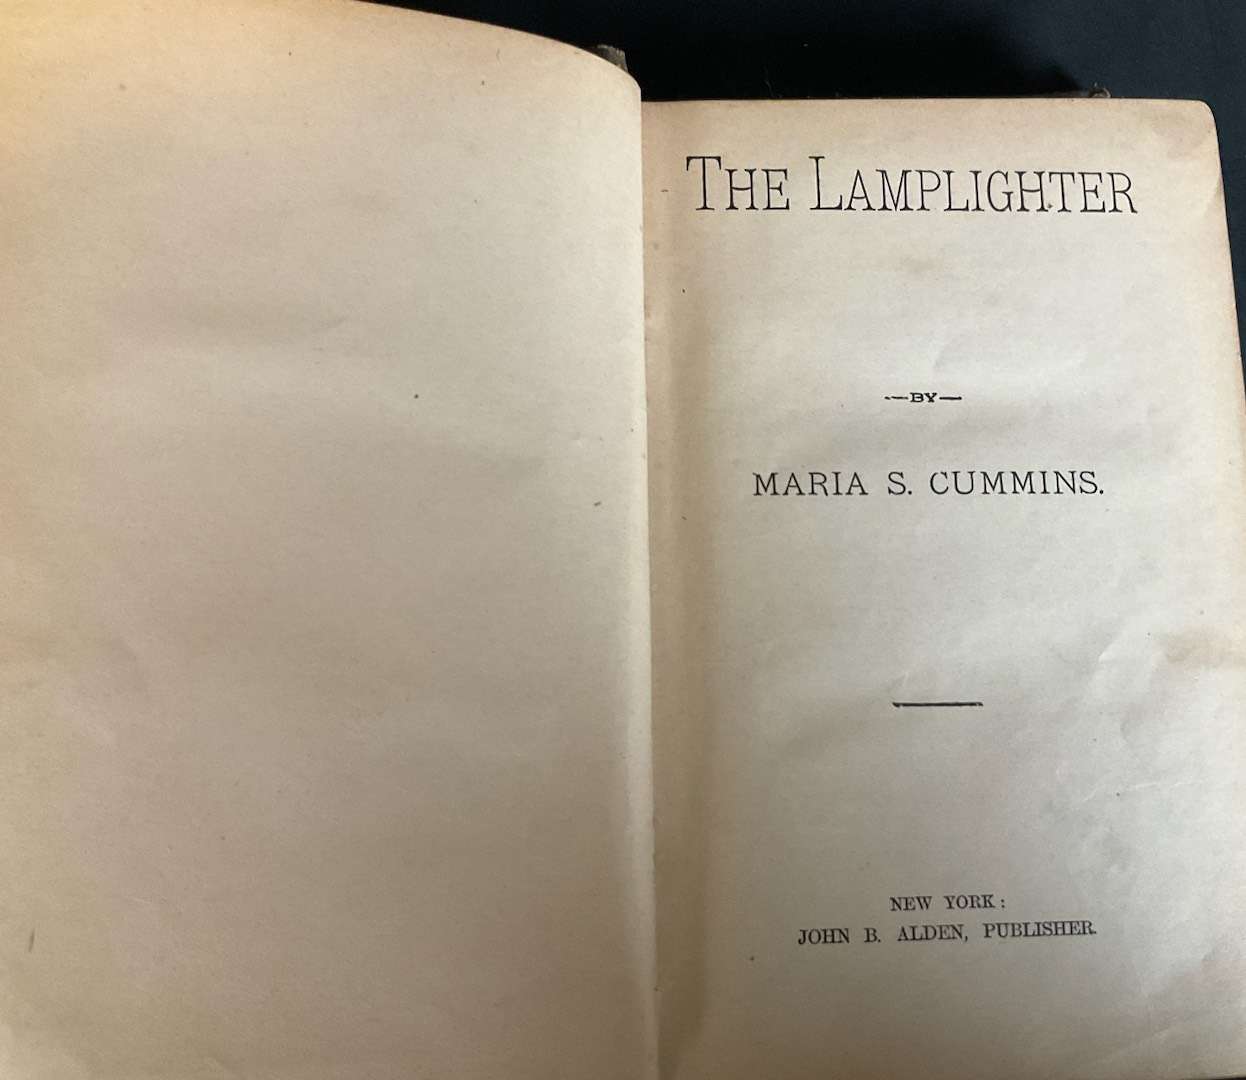 THE LAMPLIGHTER
—BY—
MARIA S. CUMMINS.
NEW YORK:
JOHN B. ALDEN, PUBLISHER.